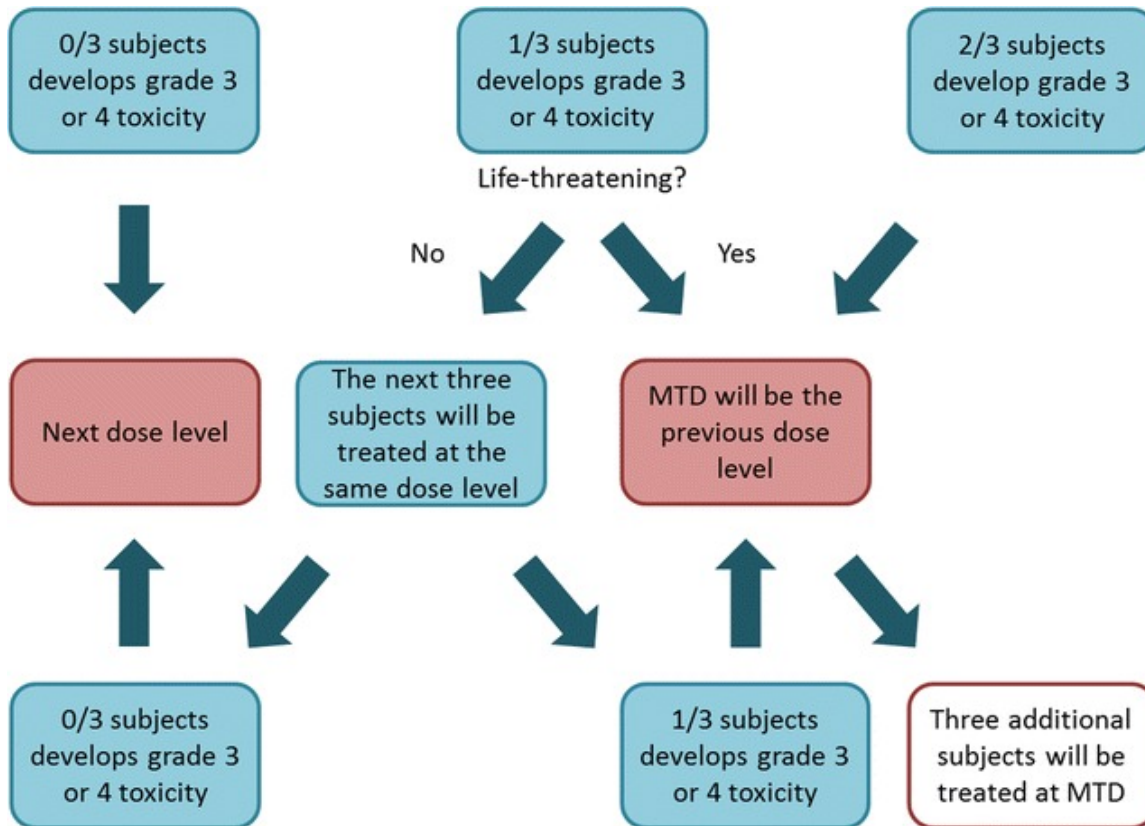 0/3 subjects
develops grade 3
or 4 toxicity
1/3 subjects
develops grade 3
or 4 toxicity
2/3 subjects
develop grade 3
or 4 toxicity
Life-threatening?
No
Yes
Next dose level
The next three
subjects will be
treated at the
same dose level
MTD will be the
previous dose
level
0/3 subjects
develops grade 3
or 4 toxicity
1/3 subjects
develops grade 3
or 4 toxicity
Three additional
subjects will be
treated at MTD